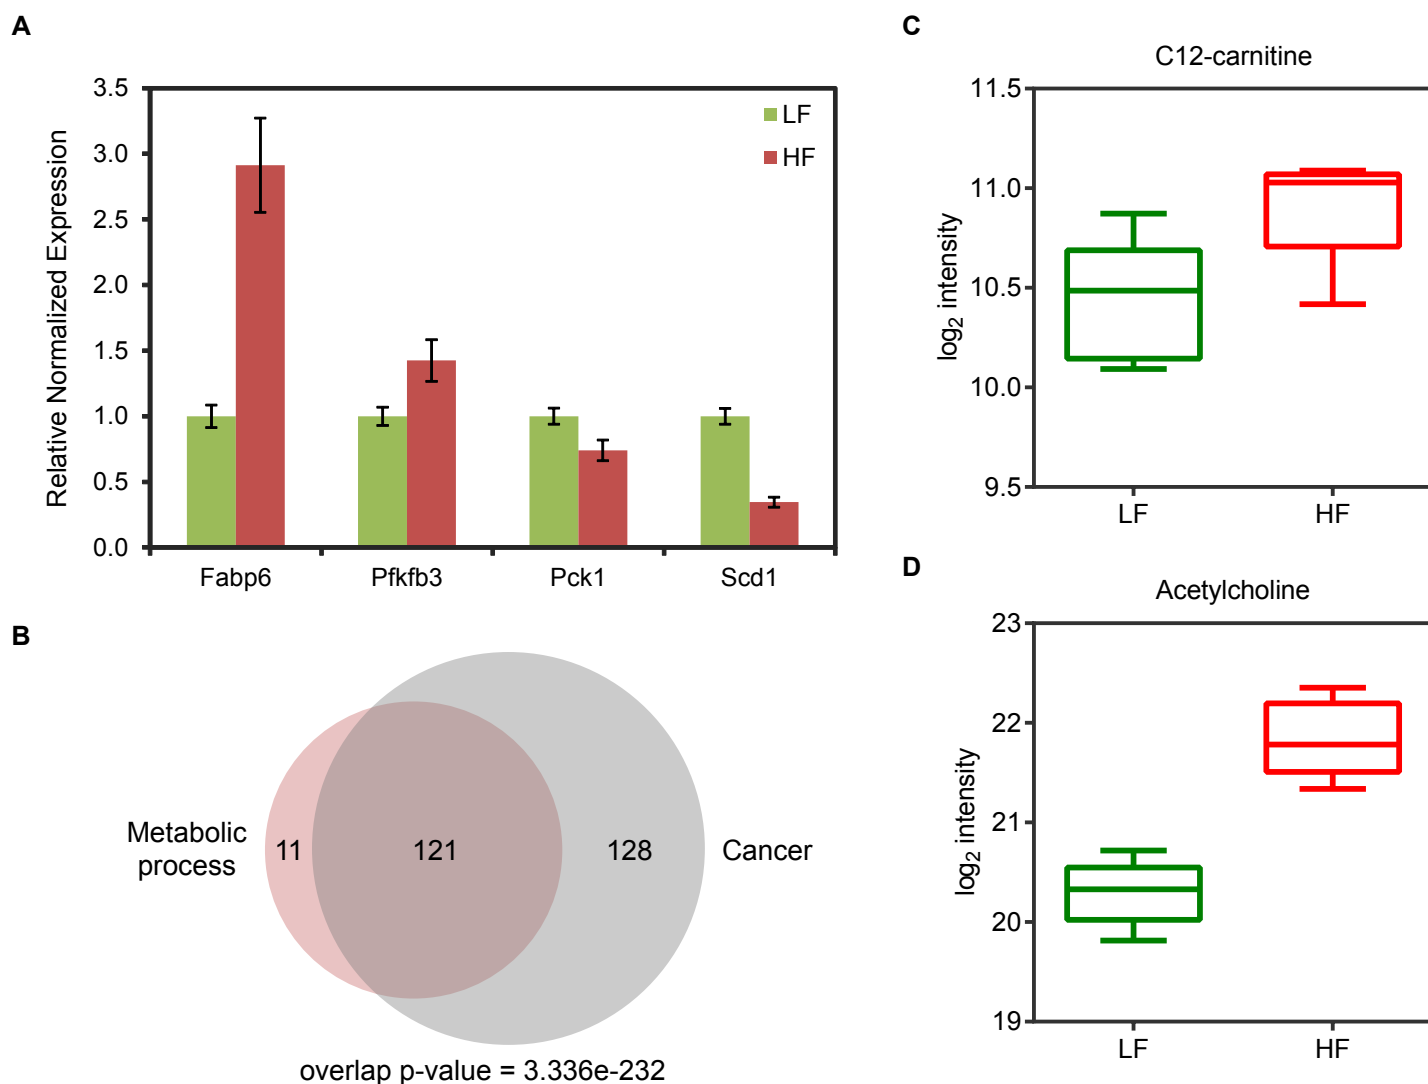 A
3.5
3.0
2.5
2.0
1.5
1.0
0.5
0.0
Relative Normalized Expression
LF
HF
Fabp6
Pfkfb3
Pck1
Scd1
B
Metabolic
process
11
121
128
Cancer
overlap p-value = 3.336e-232
C
C12-carnitine
11.5
11.0
10.5
10.0
9.5
log₂ intensity
LF
HF
D
Acetylcholine
23
22
21
20
19
log₂ intensity
LF
HF